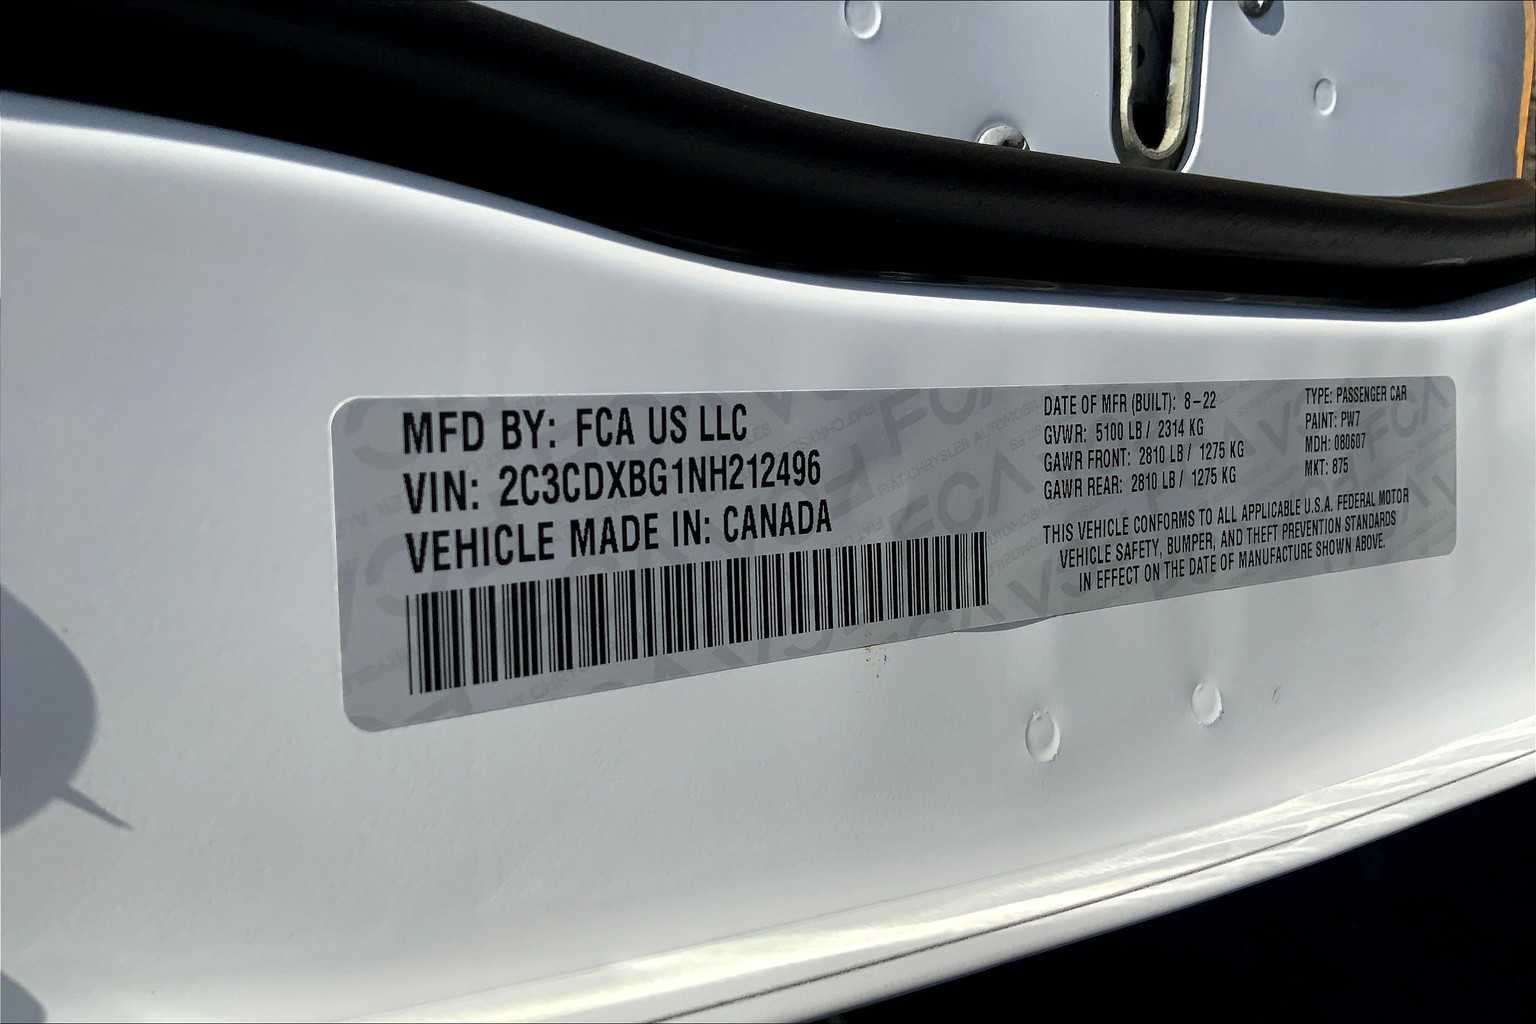 MFD BY: FCA US LLC
VIN: 2C3CDXBG1NH212496
VEHICLE MADE IN: CANADA
DATE OF MFR (BUILT): 8-22
GVWR: 5100 LB / 2314 KG
GAWR FRONT: 2810 LB / 1275 KG
GAWR REAR: 2810 LB / 1275 KG
TYPE: PASSENGER CAR
PAINT: PW7
MDH: 080607
MKT: 875
THIS VEHICLE CONFORMS TO ALL APPLICABLE U.S.A. FEDERAL MOTOR
VEHICLE SAFETY, BUMPER, AND THEFT PREVENTION STANDARDS
IN EFFECT ON THE DATE OF MANUFACTURE SHOWN ABOVE.